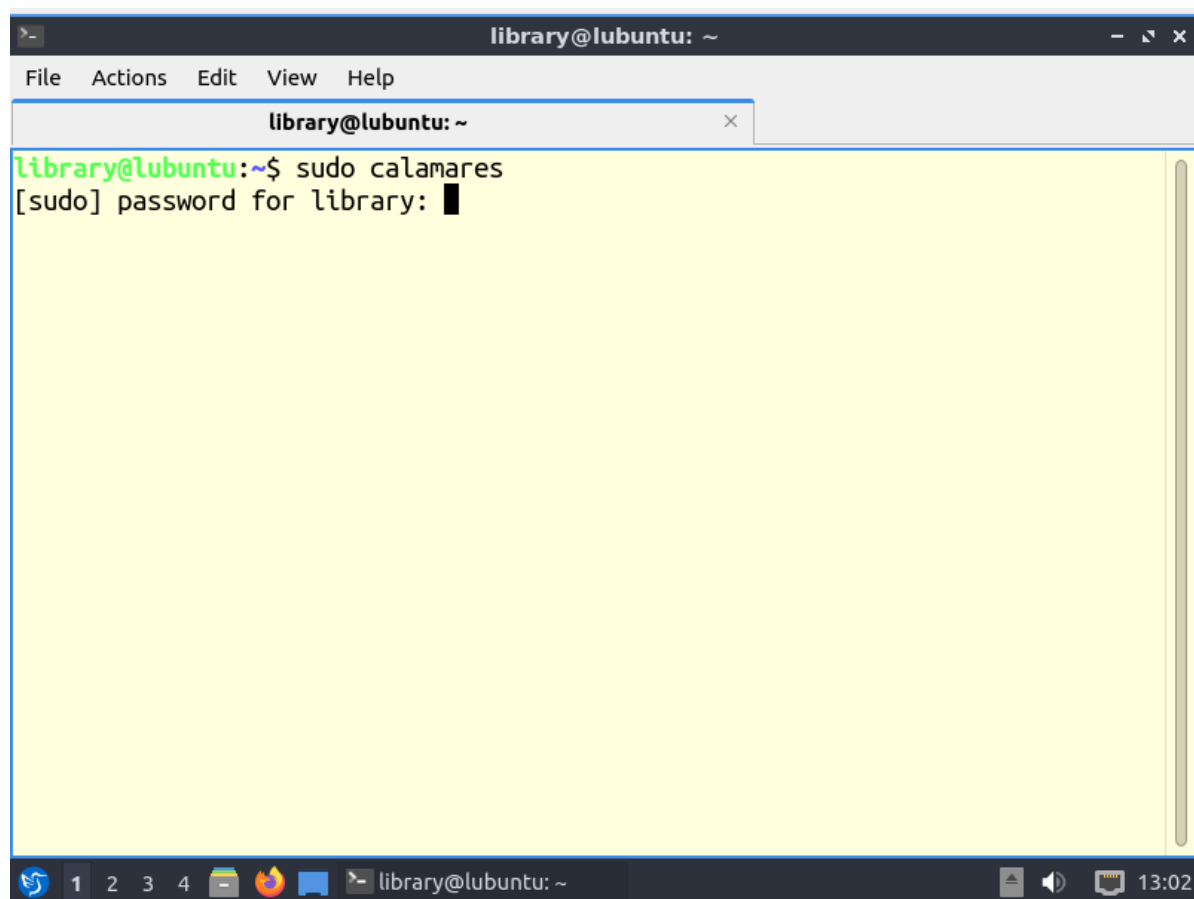 library@lubuntu: ~
File Actions Edit View Help
library@lubuntu: ~
library@lubuntu:~$ sudo calamares
[sudo] password for library:
1 2 3 4 library@lubuntu: ~ 13:02